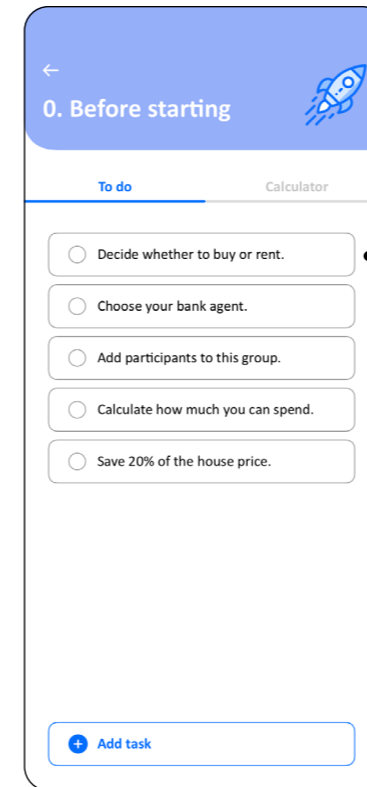 0. Before starting
To do
Calculator
Decide whether to buy or rent.
Choose your bank agent.
Add participants to this group.
Calculate how much you can spend.
Save 20% of the house price.
Add task